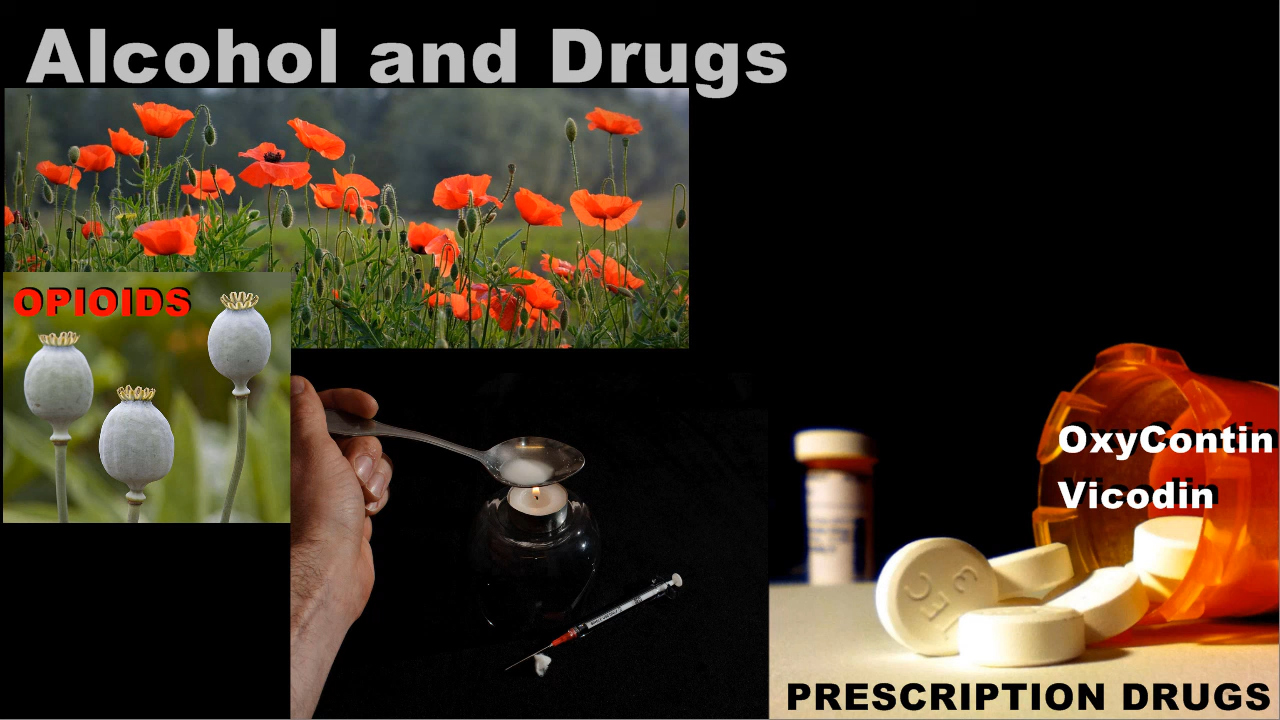 Alcohol and Drugs
OPIOIDS
OxyContin
Vicodin
PRESCRIPTION DRUGS